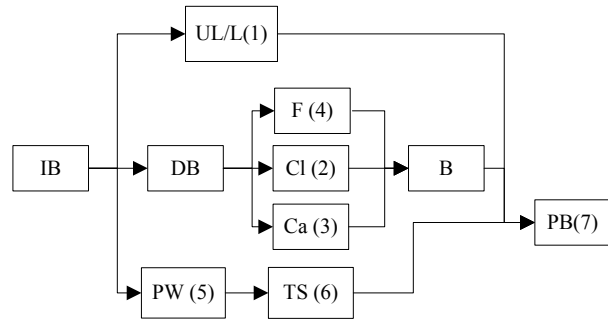 UL/L(1)
F (4)
IB
DB
Cl (2)
B
Ca (3)
PB(7)
PW (5)
TS (6)